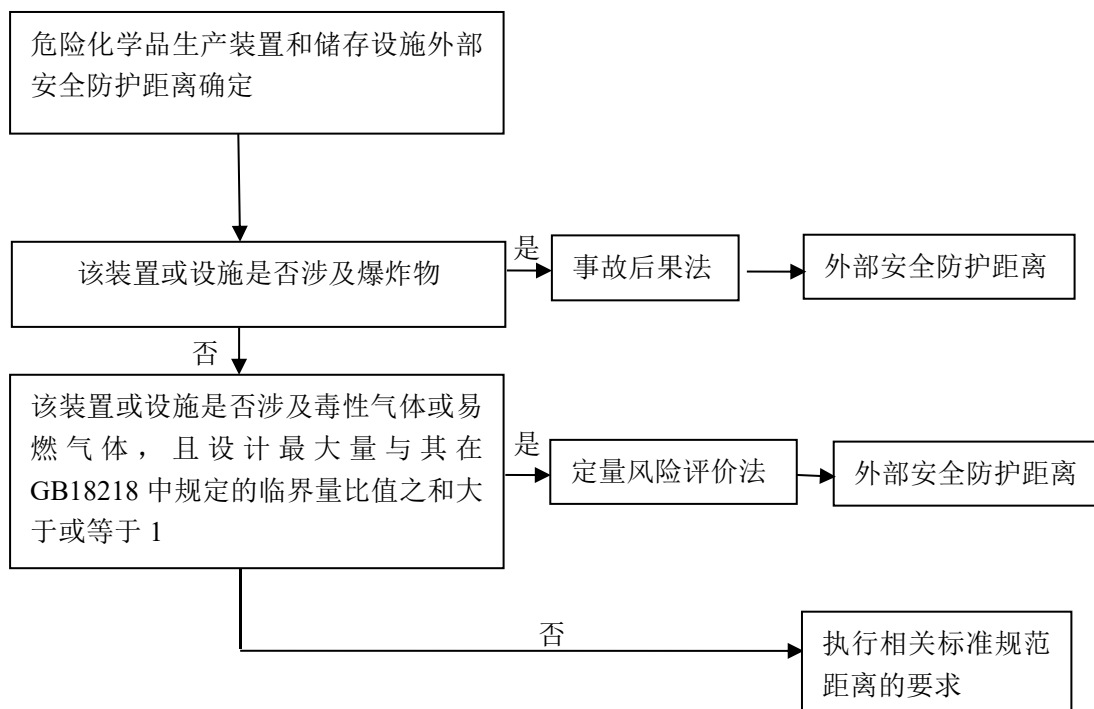 危险化学品生产装置和储存设施外部
安全防护距离确定
该装置或设施是否涉及爆炸物
是
事故后果法
外部安全防护距离
否
该装置或设施是否涉及毒性气体或易
燃气体，且设计最大量与其在
GB18218 中规定的临界量比值之和大
于或等于 1
是
定量风险评价法
外部安全防护距离
否
执行相关标准规范
距离的要求